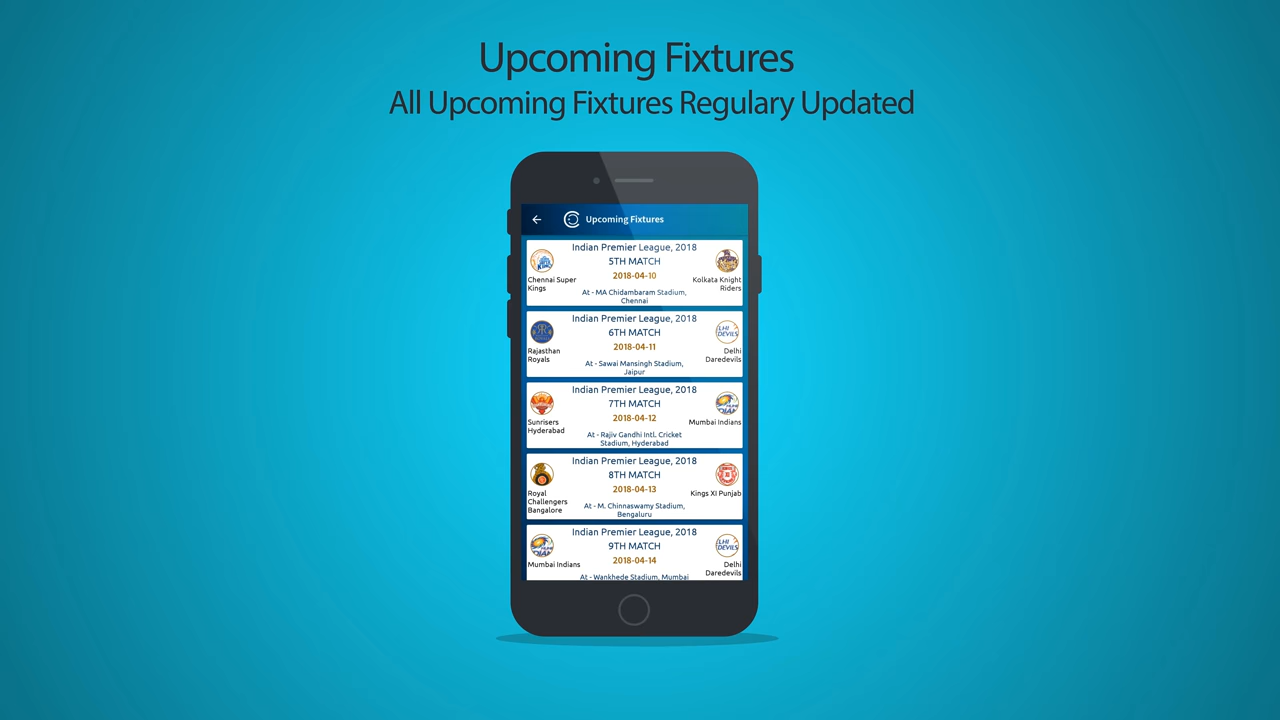 Upcoming Fixtures
All Upcoming Fixtures Regulary Updated
Upcoming Fixtures
Indian Premier League, 2018
5TH MATCH
2018-04-10
Chennai Super
Kings
Kolkata Knight
Riders
At - MA Chidambaram Stadium,
Chennai
Indian Premier League, 2018
6TH MATCH
2018-04-11
Rajasthan
Royals
Delhi
Daredevils
At - Sawai Mansingh Stadium,
Jaipur
LHI
DEVILS
Indian Premier League, 2018
7TH MATCH
2018-04-12
Sunrisers
Hyderabad
Mumbai Indians
At - Rajiv Gandhi Intl. Cricket
Stadium, Hyderabad
Indian Premier League, 2018
8TH MATCH
2018-04-13
Royal
Challengers
Bangalore
Kings XI Punjab
At - M. Chinnaswamy Stadium,
Bengaluru
Indian Premier League, 2018
9TH MATCH
2018-04-14
Mumbai Indians
Delhi
Daredevils
At - Wankhede Stadium, Mumbai
LHI
DEVILS